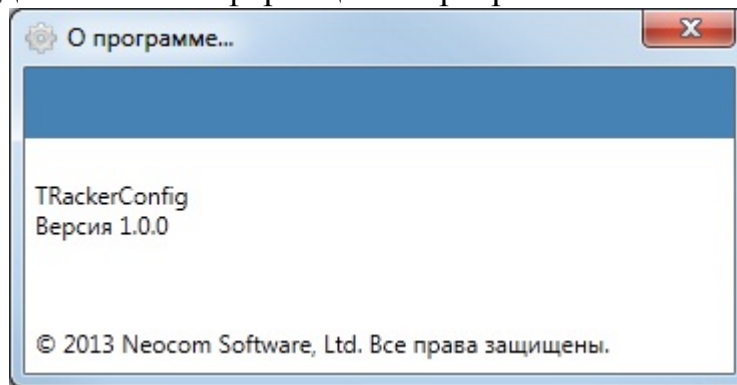 О программе...
TRackerConfig
Версия 1.0.0
© 2013 Neocom Software, Ltd. Все права защищены.